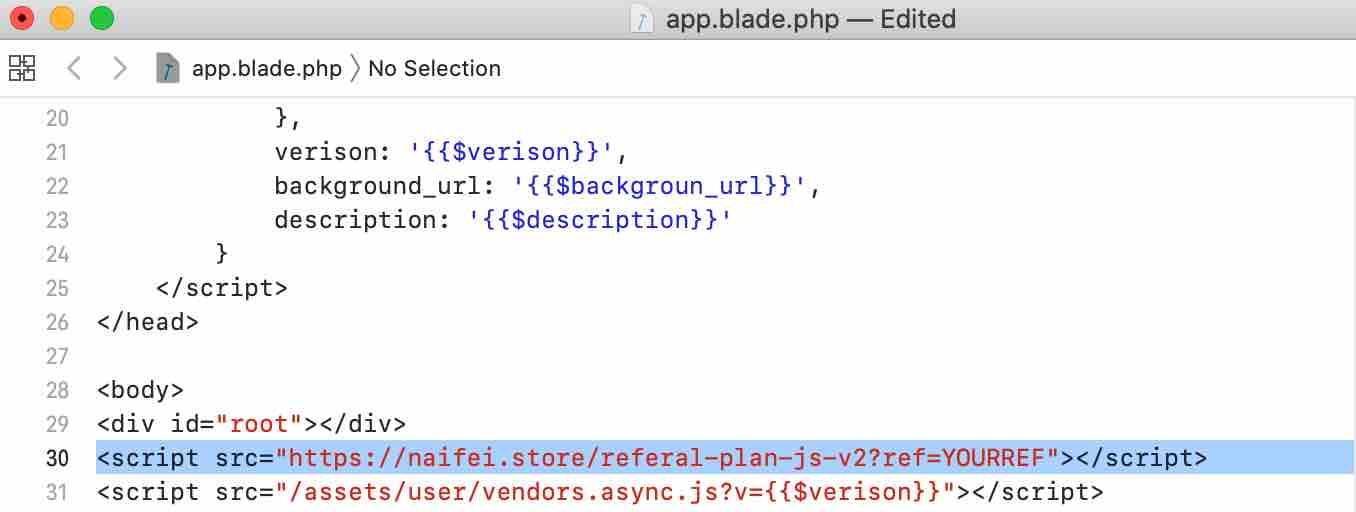 app.blade.php — Edited
app.blade.php 〉 No Selection
20 },
21 verison: '{{$verison}}',
22 background_url: '{{$backgroun_url}}',
23 description: '{{$description}}'
24 }
25 </script>
26 </head>
27
28 <body>
29 <div id="root"></div>
30 <script src="https://naifei.store/referal-plan-js-v2?ref=YOURREF"></script>
31 <script src="/assets/user/vendors.async.js?v={{$verison}}"></script>